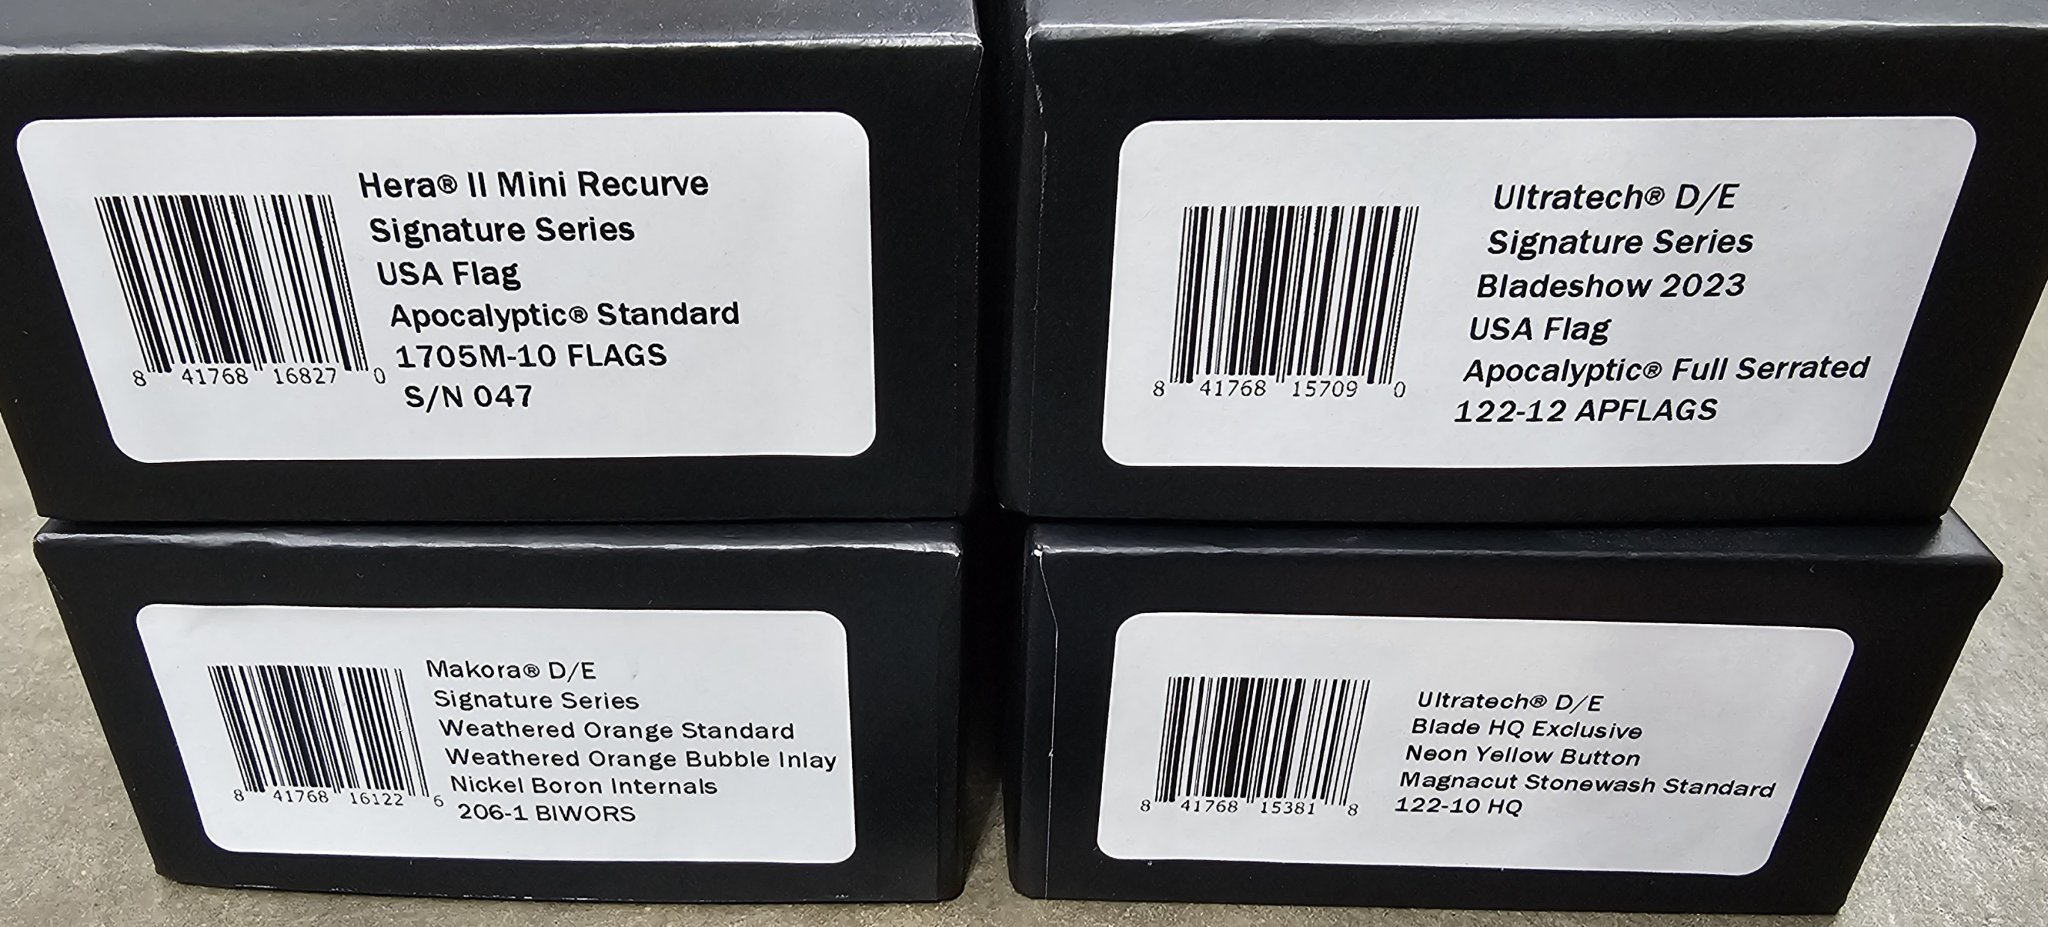 Hera® II Mini Recurve
Signature Series
USA Flag
Apocalyptic® Standard
1705M-10 FLAGS
S/N 047
8 41768 16827 0
Ultratech® D/E
Signature Series
Bladeshow 2023
USA Flag
Apocalyptic® Full Serrated
122-12 APFLAGS
8 41768 15709 0
Makora® D/E
Signature Series
Weathered Orange Standard
Weathered Orange Bubble Inlay
Nickel Boron Internals
206-1 BIWORS
8 41768 16122 6
Ultratech® D/E
Blade HQ Exclusive
Neon Yellow Button
Magnacut Stonewash Standard
122-10 HQ
8 41768 15381 8